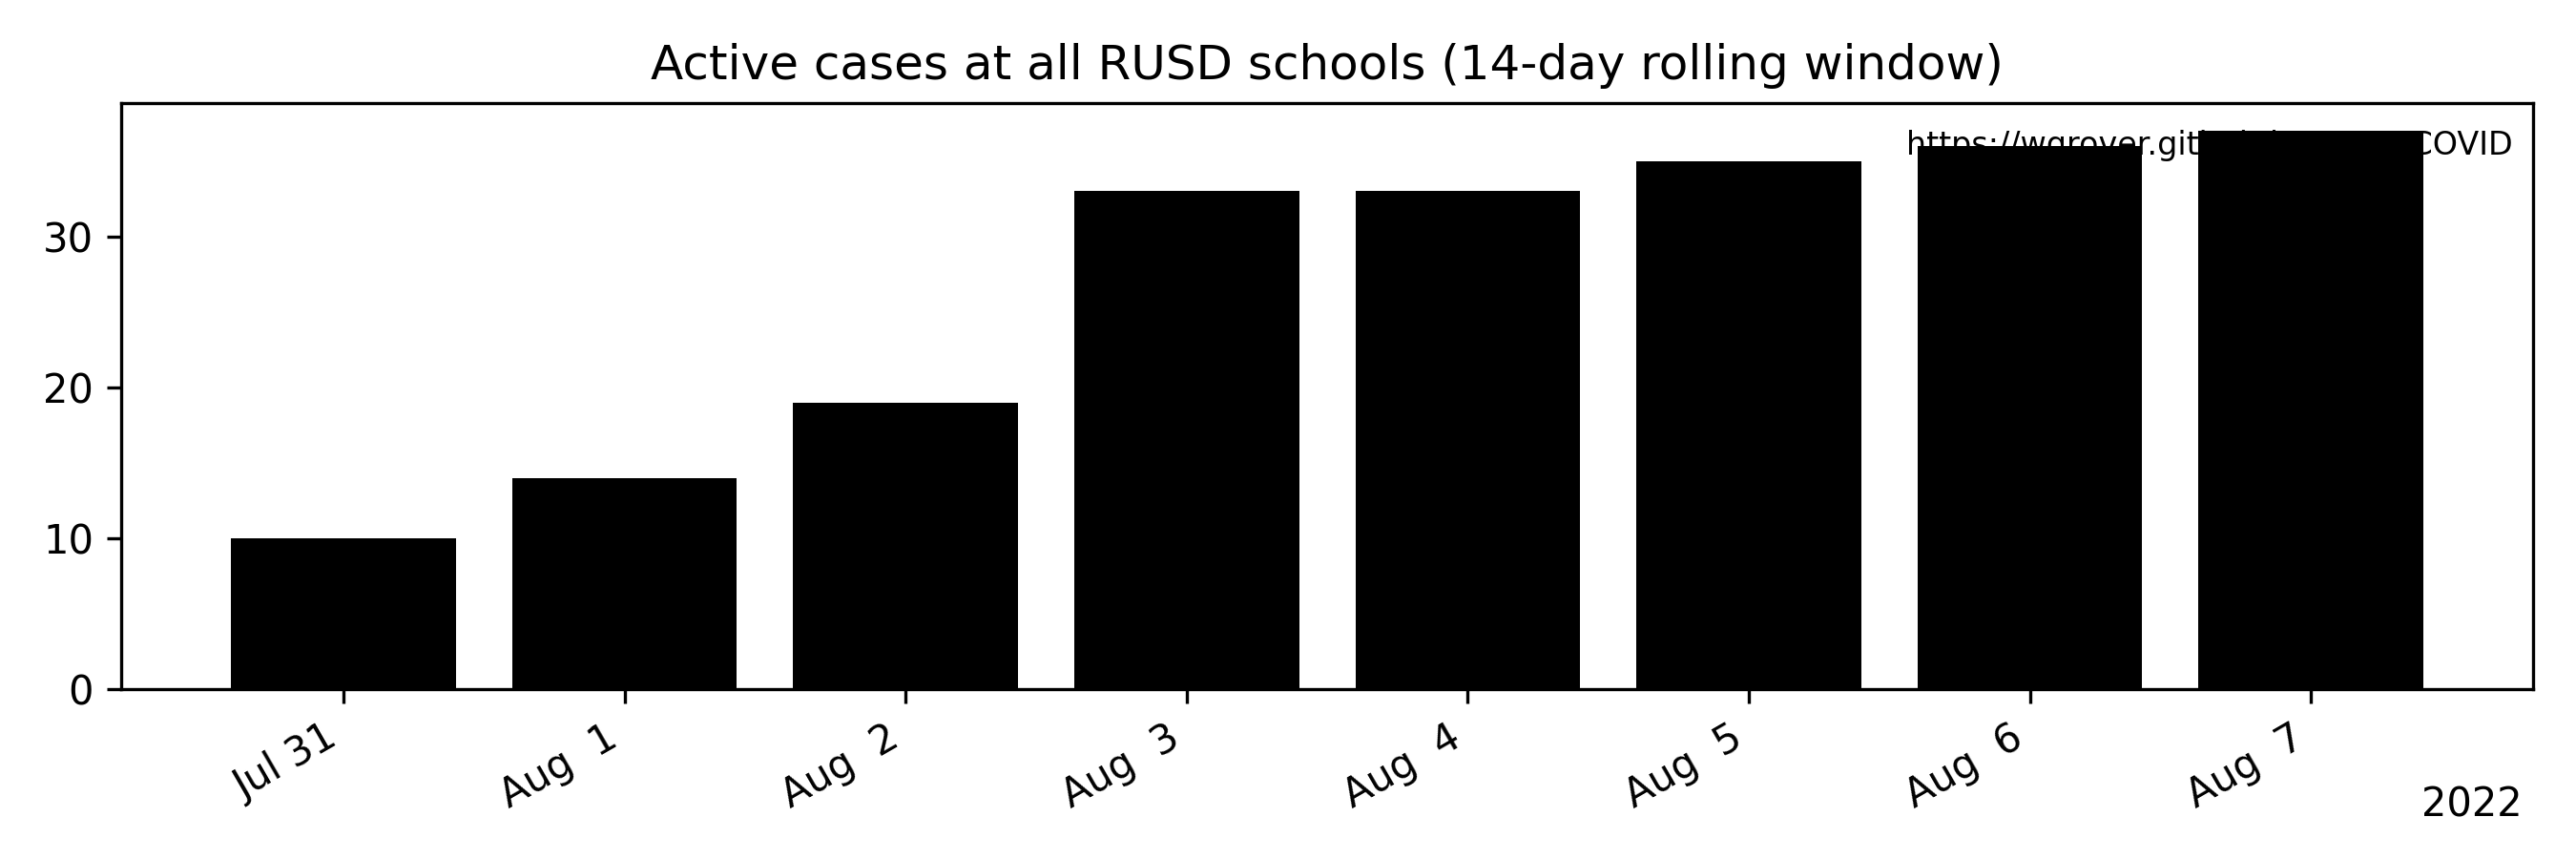 Active cases at all RUSD schools (14-day rolling window)
COVID
30
20
10
0
Jul 31
Aug 1
Aug 2
Aug 3
Aug 4
Aug 5
Aug 6
Aug 7
2022